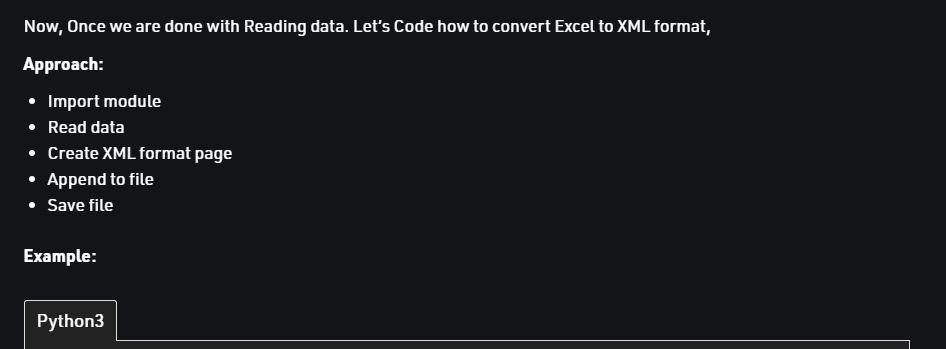 Now, Once we are done with Reading data. Let's Code how to convert Excel to XML format,
Approach:
• Import module
• Read data
• Create XML format page
• Append to file
• Save file
Example:
Python3